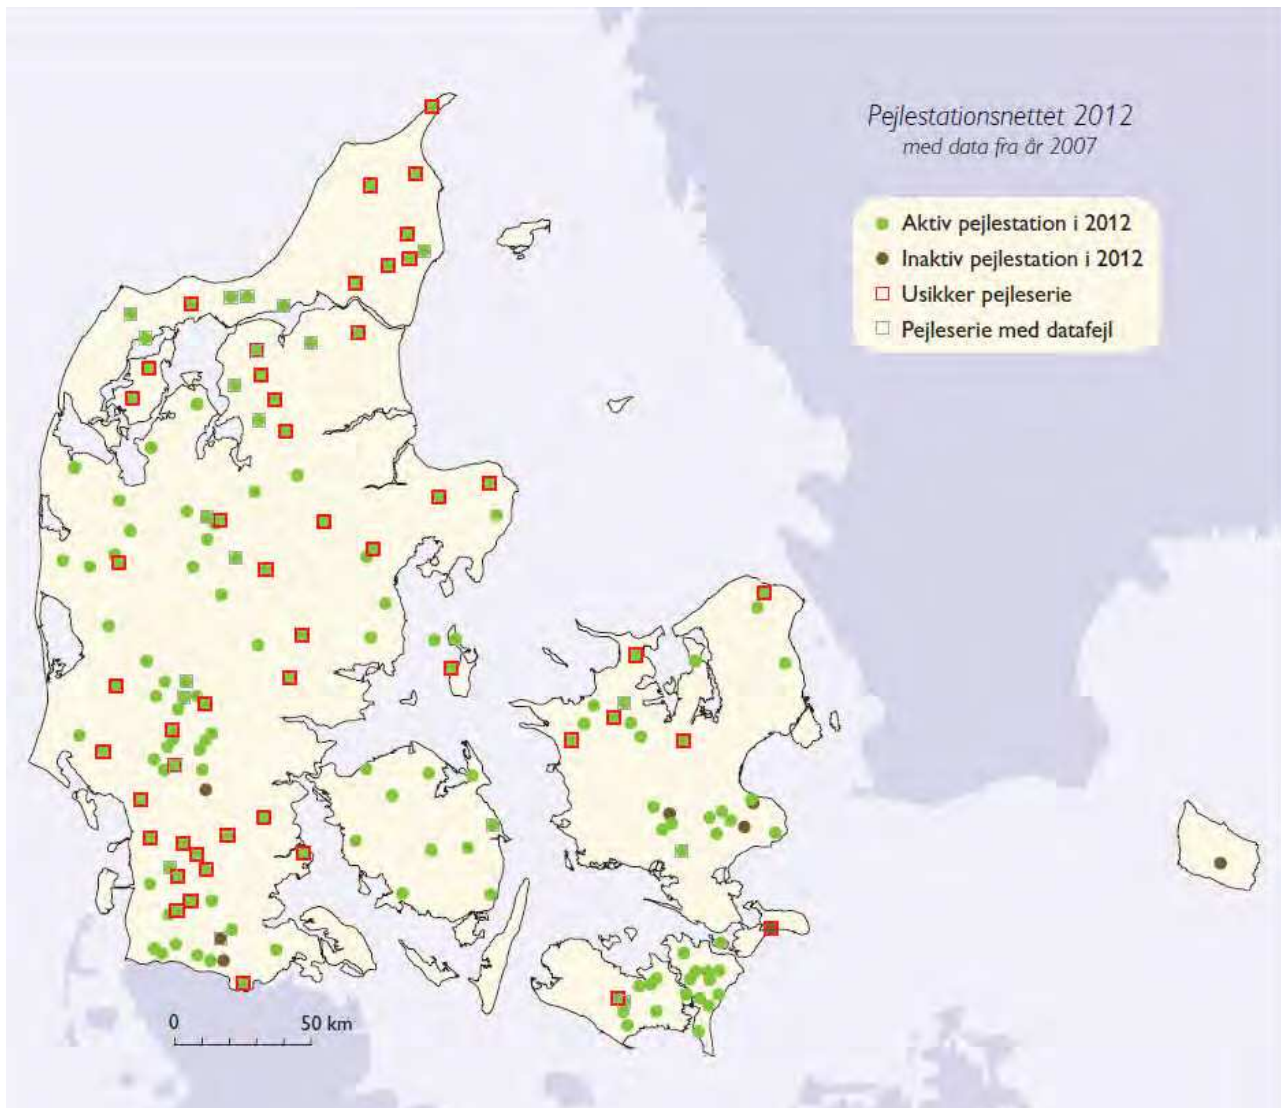 Pejlestationsnettet 2012
med data fra år 2007
Aktiv pejlestation i 2012
Inaktiv pejlestation i 2012
Usikker pejleserie
Pejleserie med datafejl
0 50 km